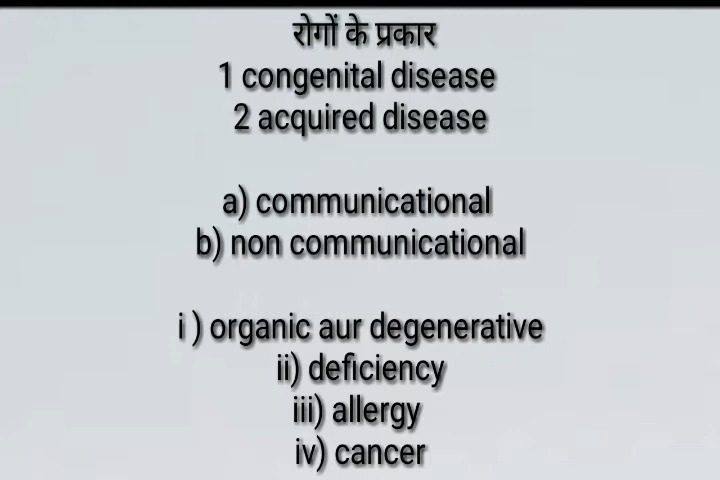 रोगों के प्रकार
1 congenital disease
2 acquired disease
a) communicational
b) non communicational
i ) organic aur degenerative
ii) deficiency
iii) allergy
iv) cancer